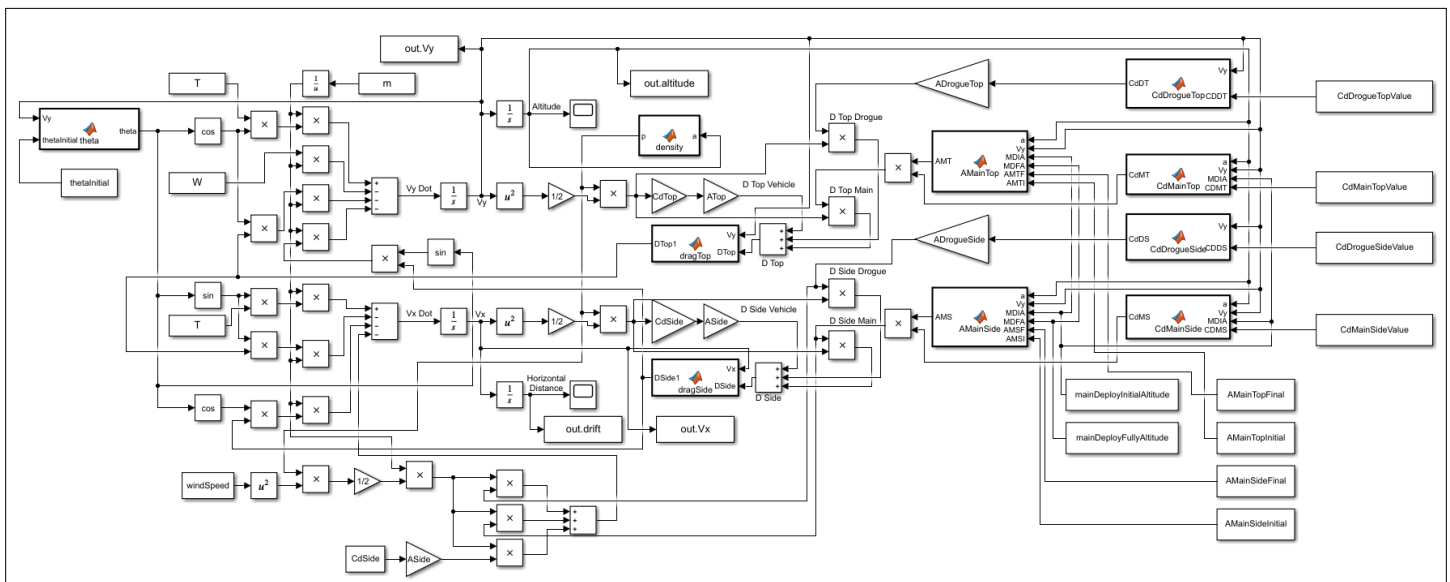 out.Vy
T
1/u
m
out.altitude
Vy
thetaInitial
theta
theta
cos
×
×
1/s
Altitude
ADrogueTop
CdDT
Vy
CdDrogueTop
CDDT
CdDrogueTopValue
p
a
density
D Top Drogue
×
thetaInitial
W
×
×
×
×
×
+
−
−
−
Vy Dot
1/s
Vy
u²
1/2
×
CdTop
ATop
D Top Vehicle
D Top Main
×
×
AMT
AMainTop
a
Vy
MDIA
MDFA
AMTF
AMTI
CdMT
CdMainTop
a
Vy
MDIA
CDMT
CdMainTopValue
×
sin
DTop1
dragTop
Vy
DTop
+
+
+
D Top
ADrogueSide
CdDS
CdDrogueSide
Vy
CDDS
CdDrogueSideValue
sin
T
×
×
×
×
+
−
−
−
Vx Dot
1/s
Vx
u²
1/2
×
CdSide
ASide
D Side Vehicle
D Side Drogue
×
D Side Main
×
×
AMS
AMainSide
a
Vy
MDIA
MDFA
AMSF
AMSI
CdMS
CdMainSide
a
Vy
MDIA
CDMS
CdMainSideValue
DSide1
dragSide
Vx
DSide
+
+
+
D Side
cos
×
×
1/s
Horizontal
Distance
out.drift
out.Vx
mainDeployInitialAltitude
AMainTopFinal
mainDeployFullyAltitude
AMainTopInitial
windSpeed
u²
×
1/2
×
×
×
×
+
+
+
AMainSideFinal
AMainSideInitial
CdSide
ASide